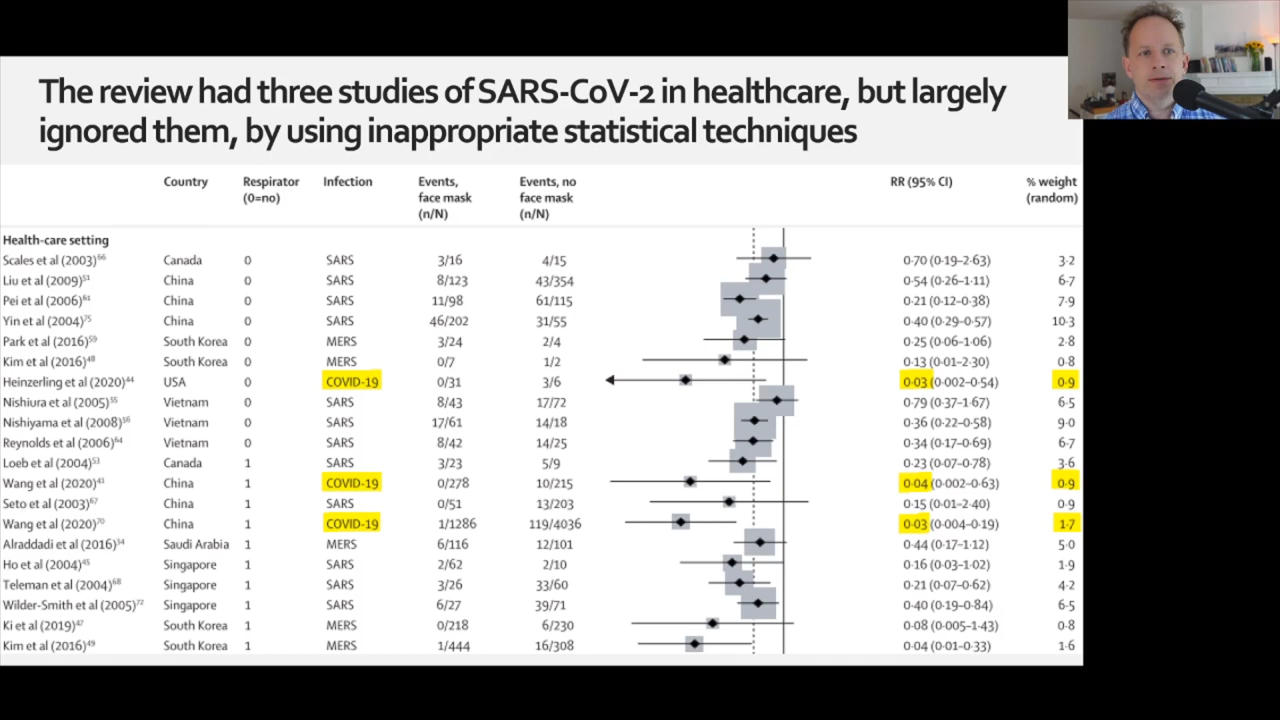 The review had three studies of SARS-CoV-2 in healthcare, but largely
ignored them, by using inappropriate statistical techniques
Country Respirator (0=no) Infection Events, face mask (n/N) Events, no face mask (n/N) RR (95% CI) % weight (random)
Health-care setting
Scales et al (2003)⁶⁶ Canada 0 SARS 3/16 4/15 0·70 (0·19–2·63) 3·2
Liu et al (2009)⁵¹ China 0 SARS 8/123 43/354 0·54 (0·26–1·11) 6·7
Pei et al (2006)⁶¹ China 0 SARS 11/98 61/115 0·21 (0·12–0·38) 7·9
Yin et al (2004)⁷⁵ China 0 SARS 46/202 31/55 0·40 (0·29–0·57) 10·3
Park et al (2016)⁵⁹ South Korea 0 MERS 3/24 2/4 0·25 (0·06–1·06) 2·8
Kim et al (2016)⁴⁸ South Korea 0 MERS 0/7 1/2 0·13 (0·01–2·30) 0·8
Heinzerling et al (2020)⁴⁴ USA 0 COVID-19 0/31 3/6 0·03 (0·002–0·54) 0·9
Nishiura et al (2005)⁵⁵ Vietnam 0 SARS 8/43 17/72 0·79 (0·37–1·67) 6·5
Nishiyama et al (2008)⁵⁶ Vietnam 0 SARS 17/61 14/18 0·36 (0·22–0·58) 9·0
Reynolds et al (2006)⁶⁴ Vietnam 0 SARS 8/42 14/25 0·34 (0·17–0·69) 6·7
Loeb et al (2004)⁵³ Canada 1 SARS 3/23 5/9 0·23 (0·07–0·78) 3·6
Wang et al (2020)⁴¹ China 1 COVID-19 0/278 10/215 0·04 (0·002–0·63) 0·9
Seto et al (2003)⁶⁷ China 1 SARS 0/51 13/203 0·15 (0·01–2·40) 0·9
Wang et al (2020)⁷⁰ China 1 COVID-19 1/1286 119/4036 0·03 (0·004–0·19) 1·7
Alraddadi et al (2016)³⁴ Saudi Arabia 1 MERS 6/116 12/101 0·44 (0·17–1·12) 5·0
Ho et al (2004)⁴⁵ Singapore 1 SARS 2/62 2/10 0·16 (0·03–1·02) 1·9
Teleman et al (2004)⁶⁸ Singapore 1 SARS 3/26 33/60 0·21 (0·07–0·62) 4·2
Wilder-Smith et al (2005)⁷² Singapore 1 SARS 6/27 39/71 0·40 (0·19–0·84) 6·5
Ki et al (2019)⁴⁷ South Korea 1 MERS 0/218 6/230 0·08 (0·005–1·43) 0·8
Kim et al (2016)⁴⁹ South Korea 1 MERS 1/444 16/308 0·04 (0·01–0·33) 1·6